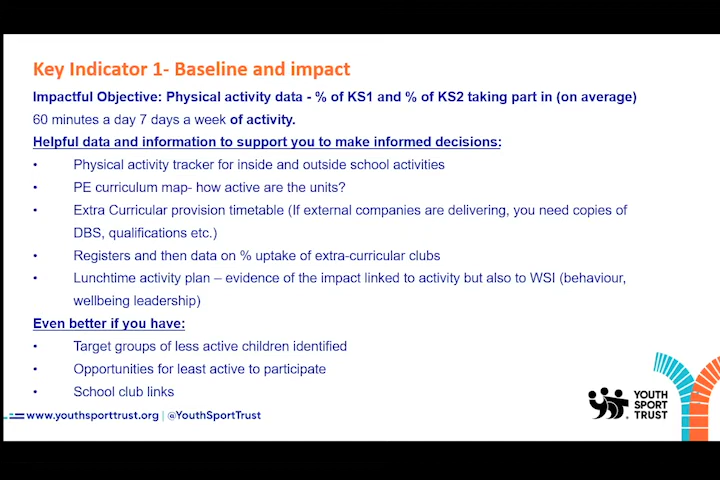 Key Indicator 1- Baseline and impact
Impactful Objective: Physical activity data - % of KS1 and % of KS2 taking part in (on average)
60 minutes a day 7 days a week of activity.
Helpful data and information to support you to make informed decisions:
• Physical activity tracker for inside and outside school activities
• PE curriculum map- how active are the units?
• Extra Curricular provision timetable (If external companies are delivering, you need copies of
DBS, qualifications etc.)
• Registers and then data on % uptake of extra-curricular clubs
• Lunchtime activity plan – evidence of the impact linked to activity but also to WSI (behaviour,
wellbeing leadership)
Even better if you have:
• Target groups of less active children identified
• Opportunities for least active to participate
• School club links
www.youthsporttrust.org | @YouthSportTrust
YOUTH
SPORT
TRUST